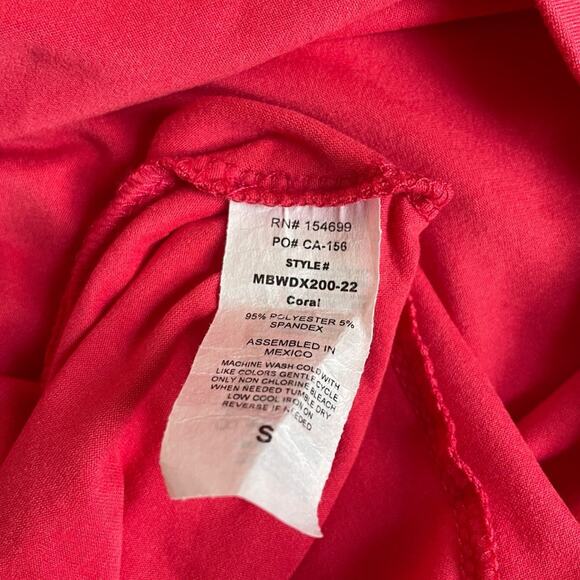 RN# 154699
PO# CA-156
STYLE#
MBWDX200-22
Coral
95% POLYESTER 5%
SPANDEX
ASSEMBLED IN
MEXICO
MACHINE WASH COLD WITH
LIKE COLORS GENTLE CYCLE
ONLY NON CHLORINE BLEACH
WHEN NEEDED TUMBLE DRY
LOW COOL IRON ON
REVERSE IF NEEDED
S